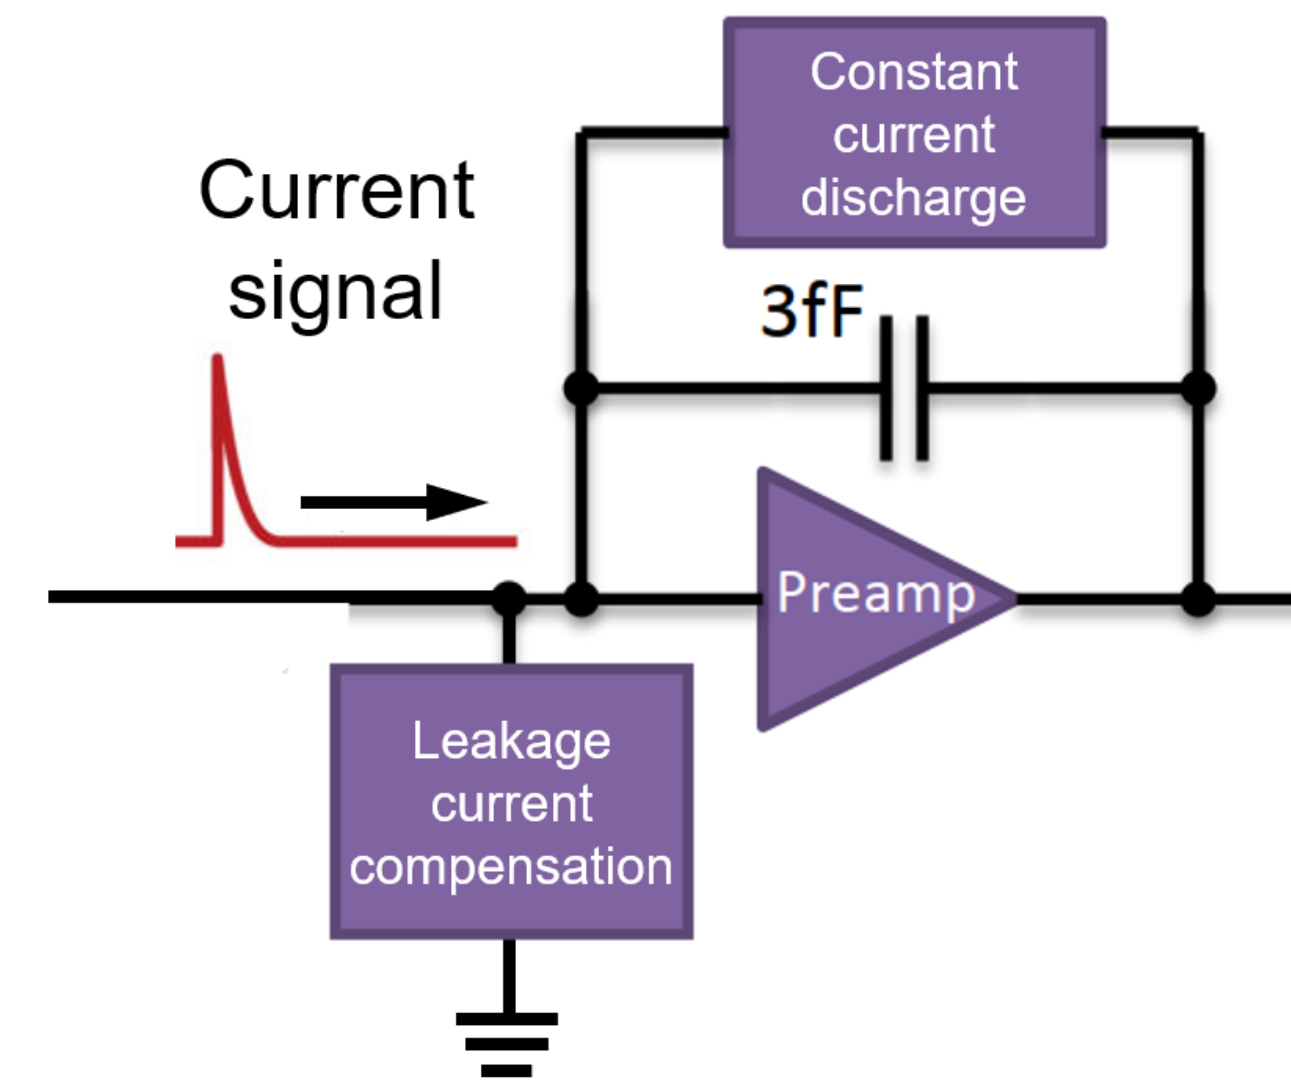 Constant
current
discharge
Current
signal
3fF
Preamp
Leakage
current
compensation